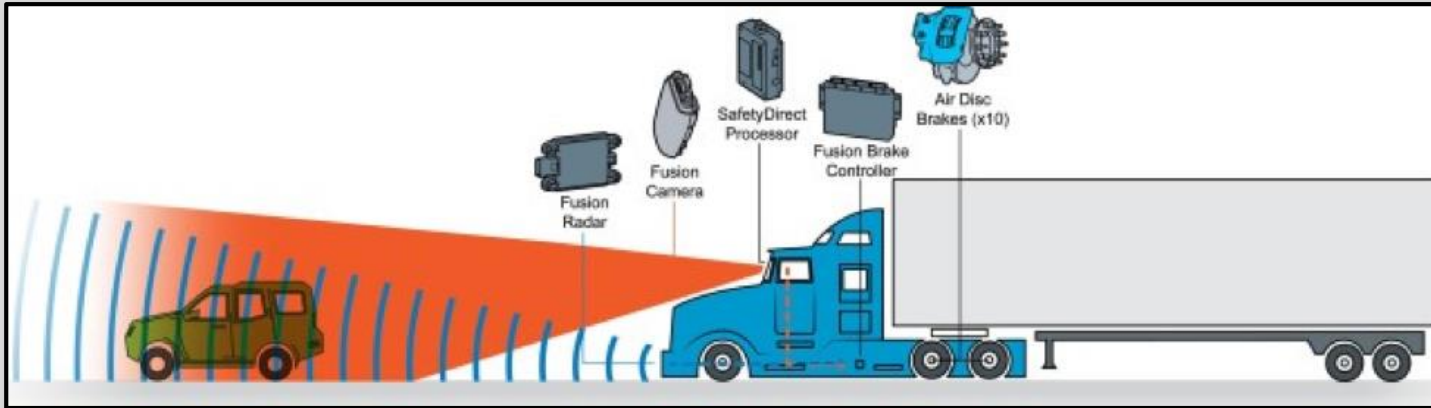 Fusion
Radar
Fusion
Camera
SafetyDirect
Processor
Fusion Brake
Controller
Air Disc
Brakes (x10)